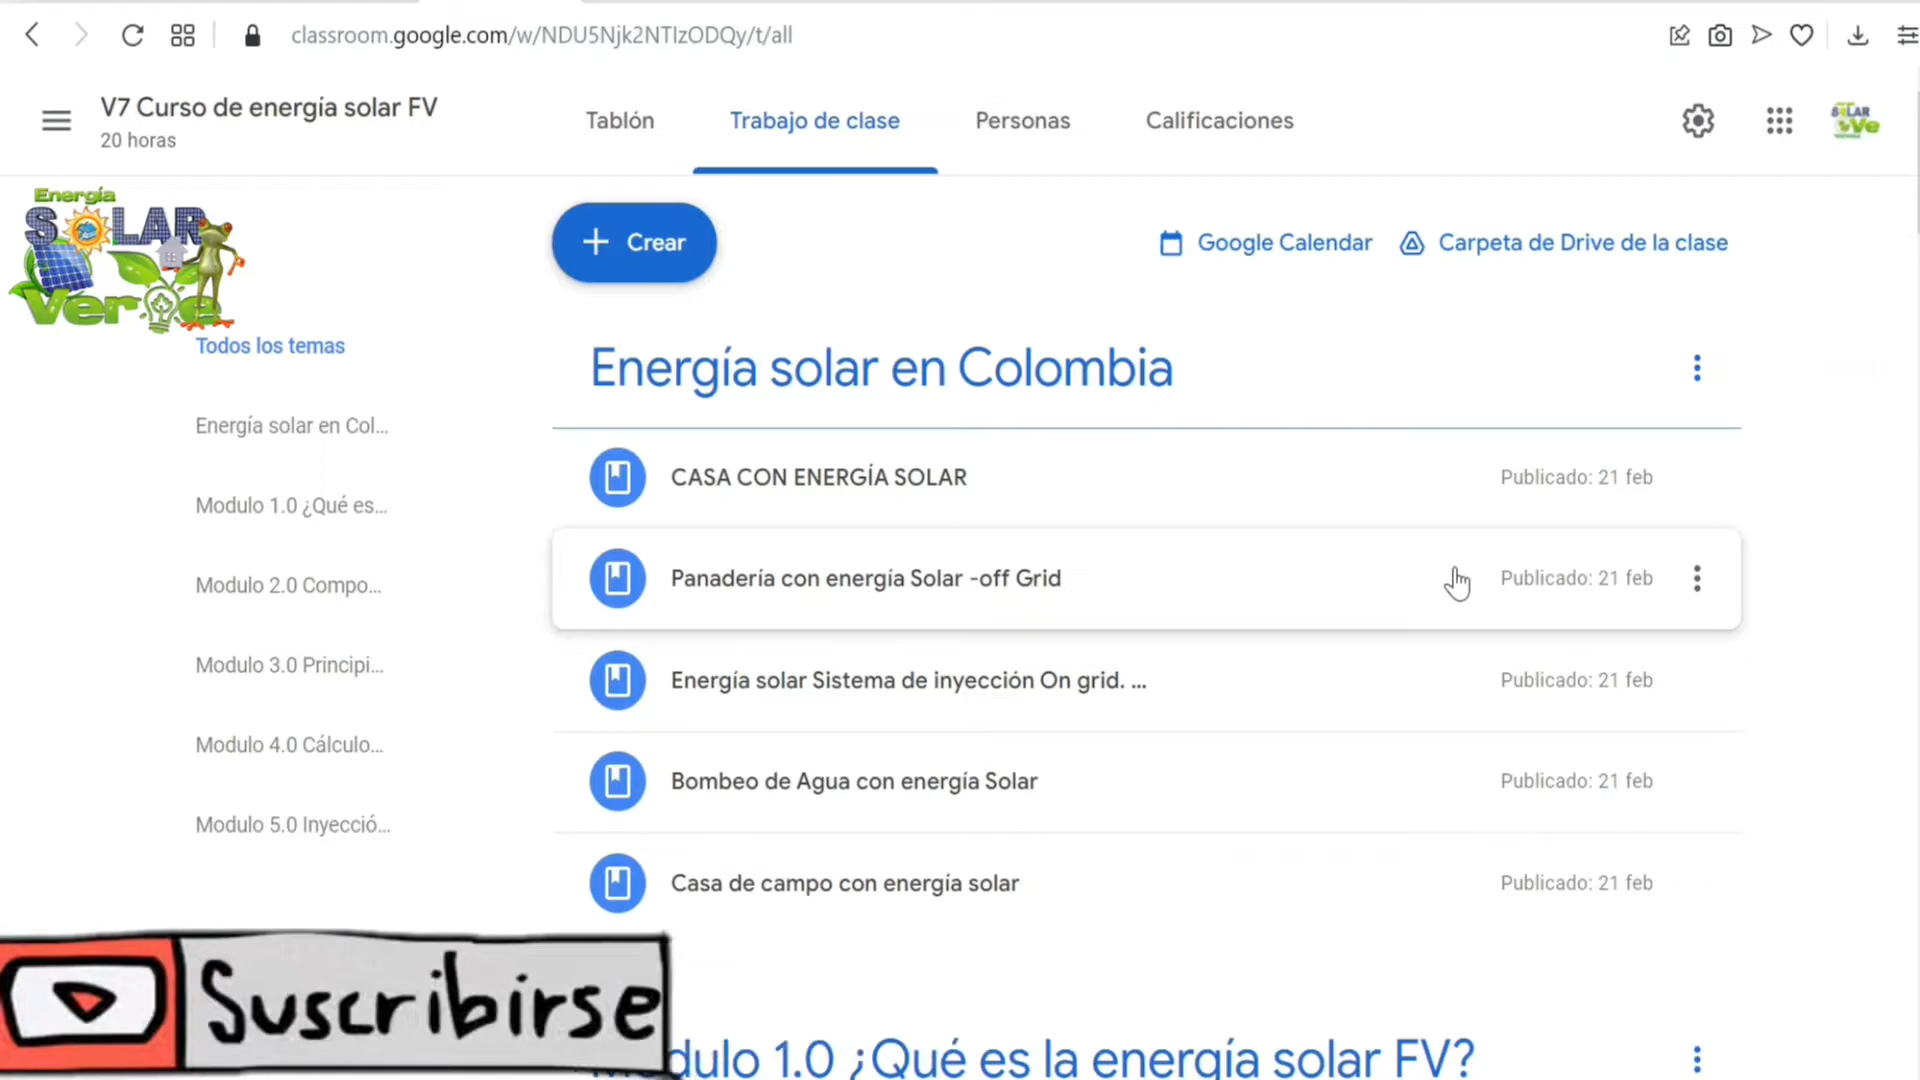 classroom.google.com/w/NDU5Njk2NTIzODQy/t/all
V7 Curso de energía solar FV
20 horas
Tablón
Trabajo de clase
Personas
Calificaciones
Energía
SOLAR
Verde
Crear
Google Calendar
Carpeta de Drive de la clase
Todos los temas
Energía solar en Col...
Modulo 1.0 ¿Qué es...
Modulo 2.0 Compo...
Modulo 3.0 Principi...
Modulo 4.0 Cálculo...
Modulo 5.0 Inyecció...
Energía solar en Colombia
CASA CON ENERGÍA SOLAR
Publicado: 21 feb
Panadería con energía Solar -off Grid
Publicado: 21 feb
Energía solar Sistema de inyección On grid. ...
Publicado: 21 feb
Bombeo de Agua con energía Solar
Publicado: 21 feb
Casa de campo con energía solar
Publicado: 21 feb
Suscribirse
dulo 1.0 ¿Qué es la energía solar FV?